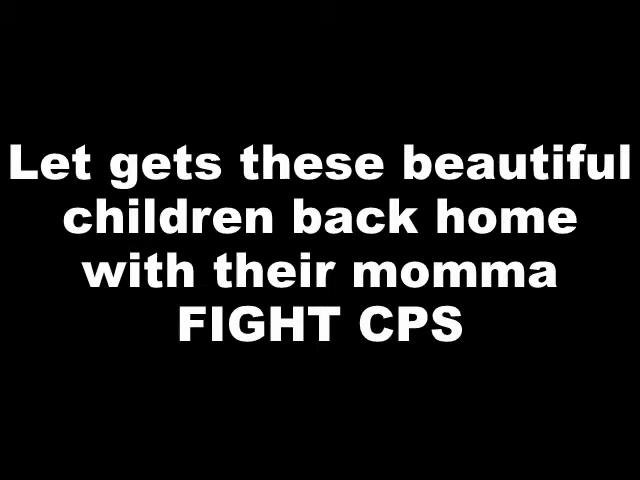 Let gets these beautiful
children back home
with their momma
FIGHT CPS